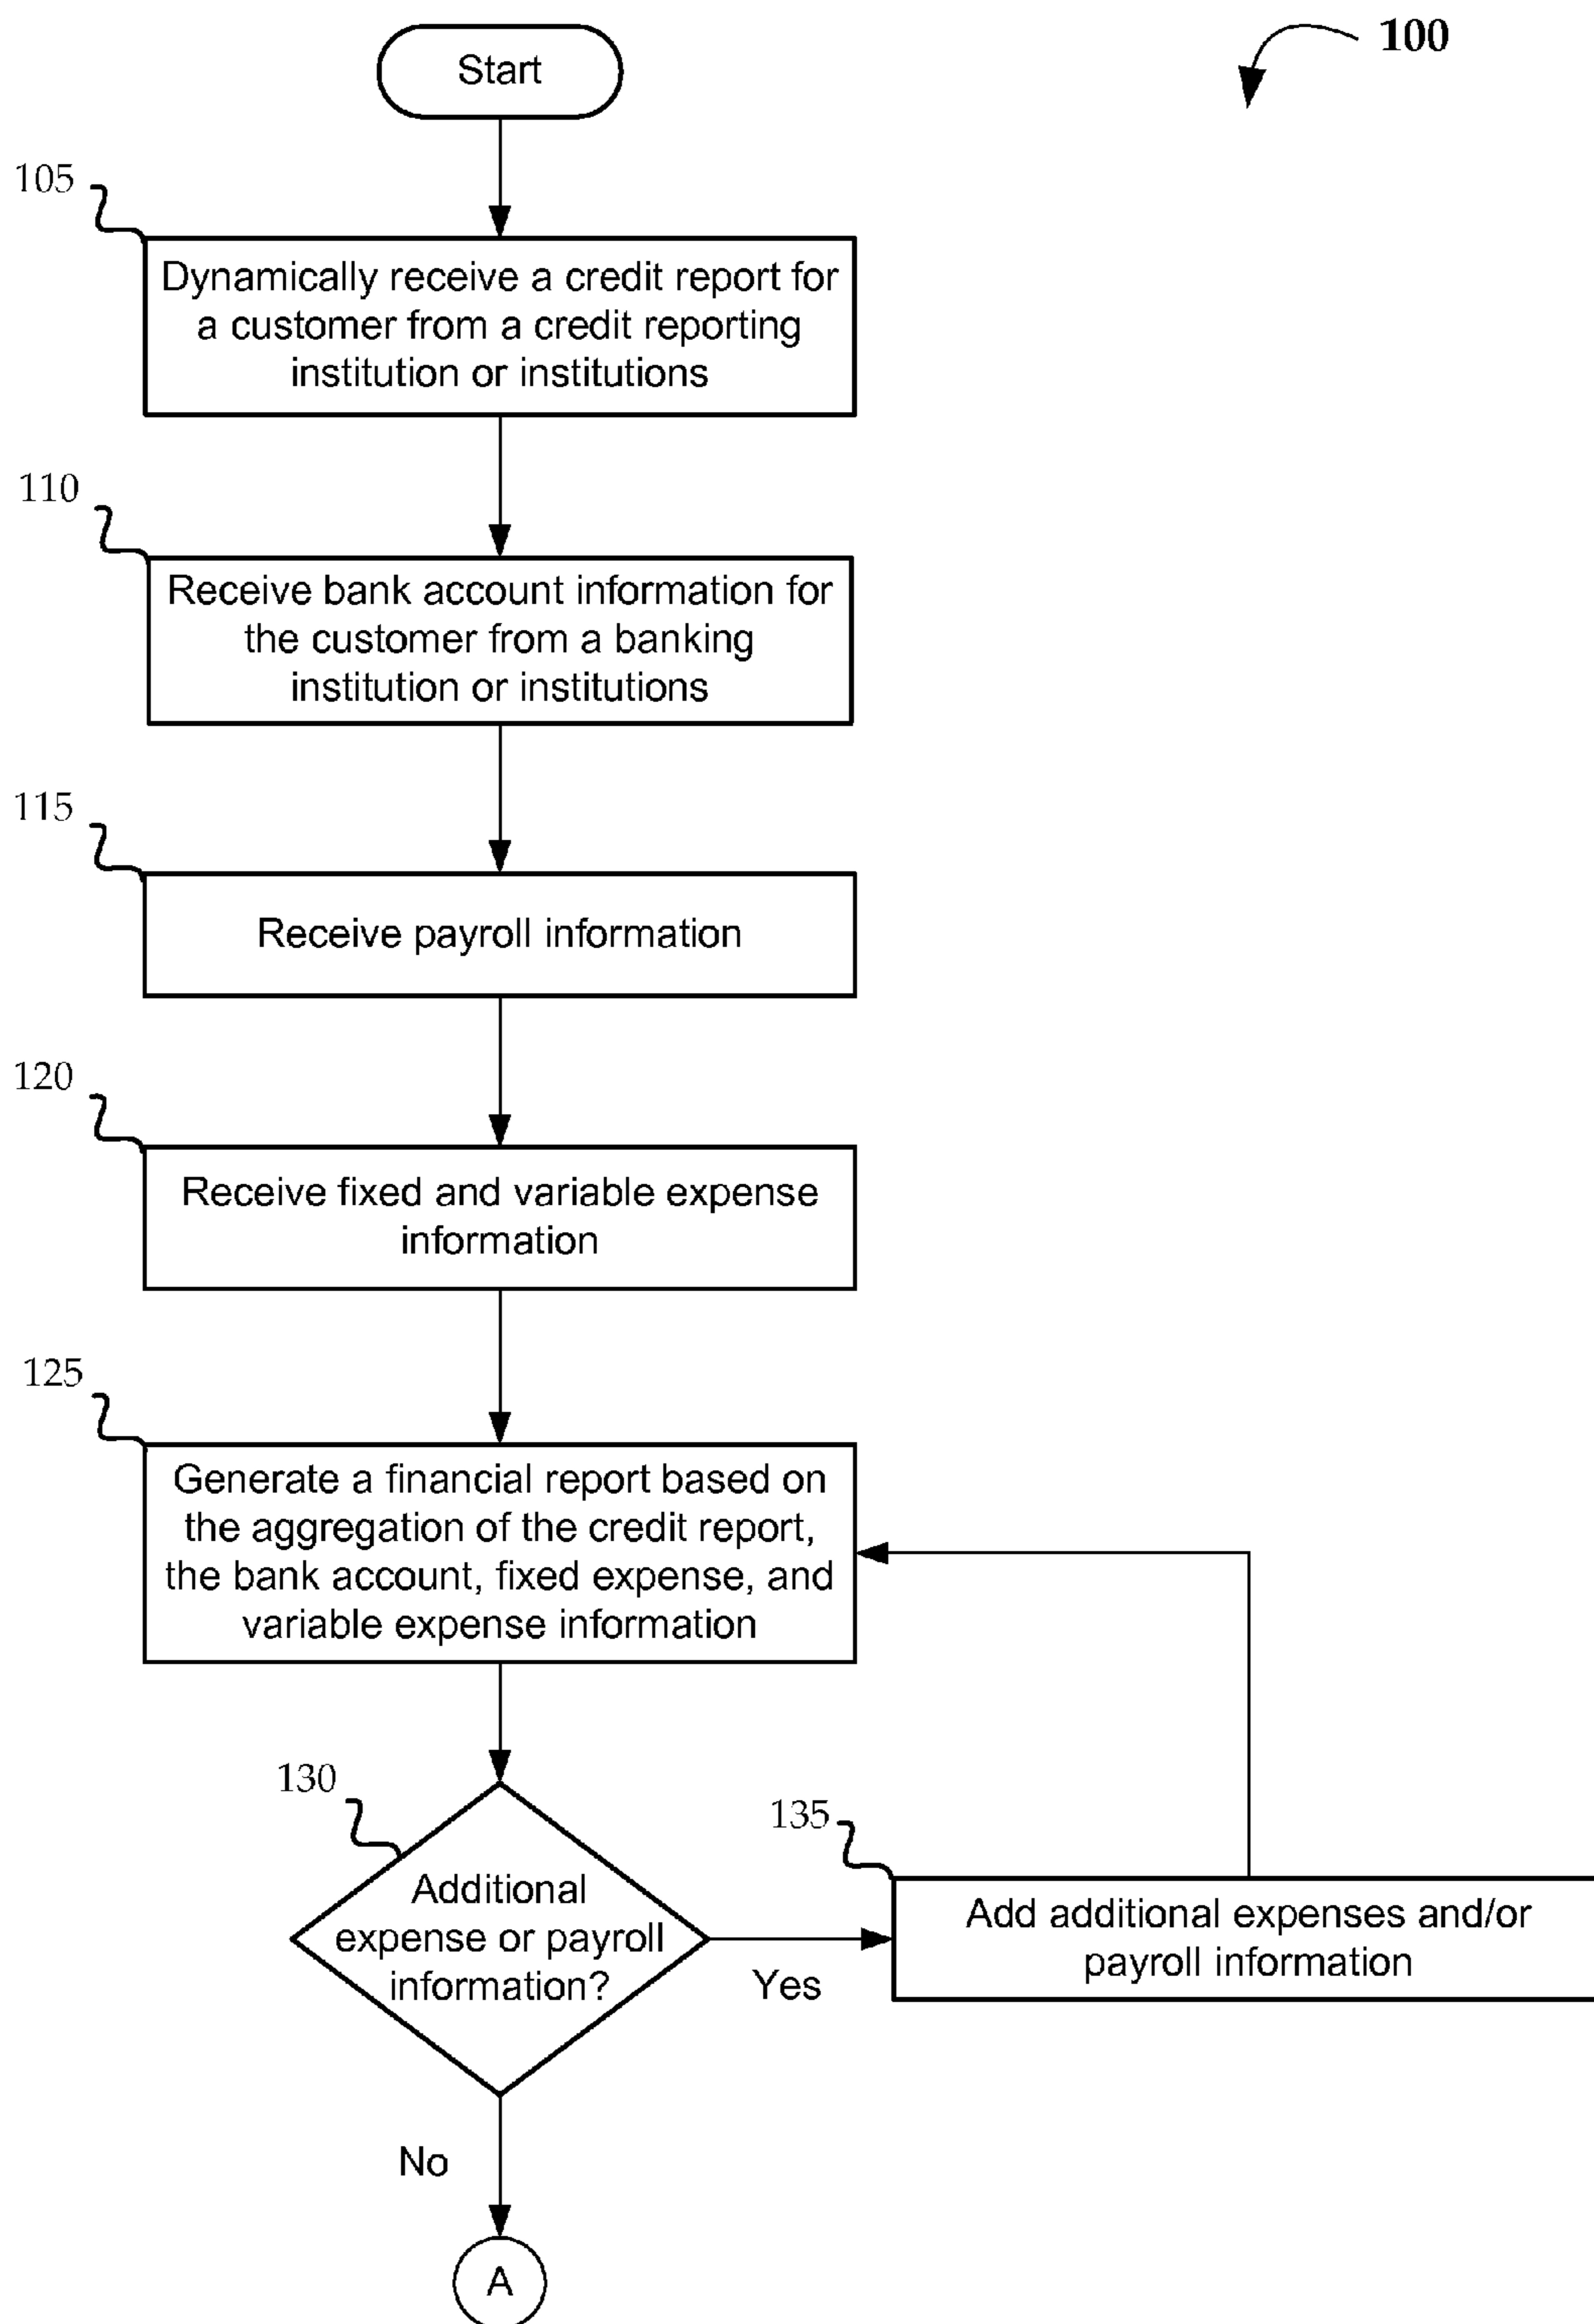 100
Start
105
Dynamically receive a credit report for
a customer from a credit reporting
institution or institutions
110
Receive bank account information for
the customer from a banking
institution or institutions
115
Receive payroll information
120
Receive fixed and variable expense
information
125
Generate a financial report based on
the aggregation of the credit report,
the bank account, fixed expense, and
variable expense information
130
Additional
expense or payroll
information?
Yes
135
Add additional expenses and/or
payroll information
No
A